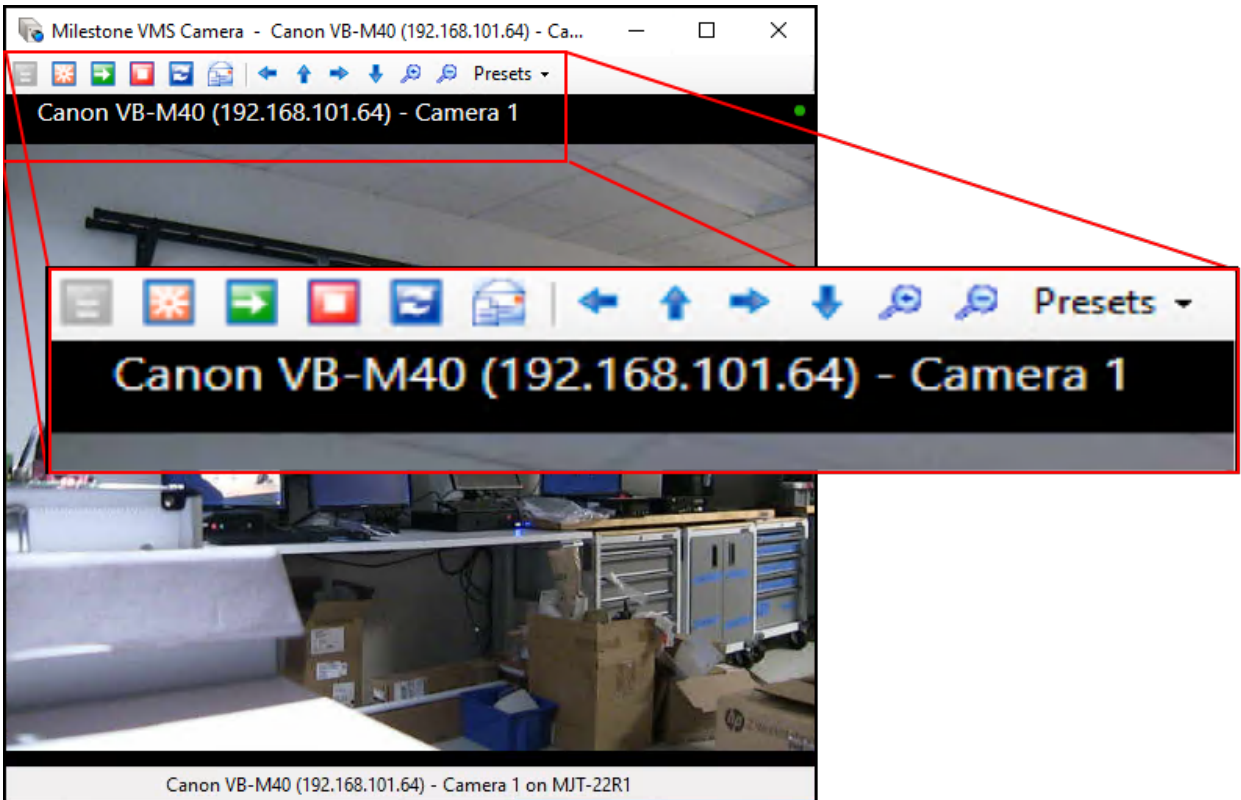 Milestone VMS Camera - Canon VB-M40 (192.168.101.64) - Ca...
Presets
Canon VB-M40 (192.168.101.64) - Camera 1
Presets
Canon VB-M40 (192.168.101.64) - Camera 1
hp
Canon VB-M40 (192.168.101.64) - Camera 1 on MJT-22R1